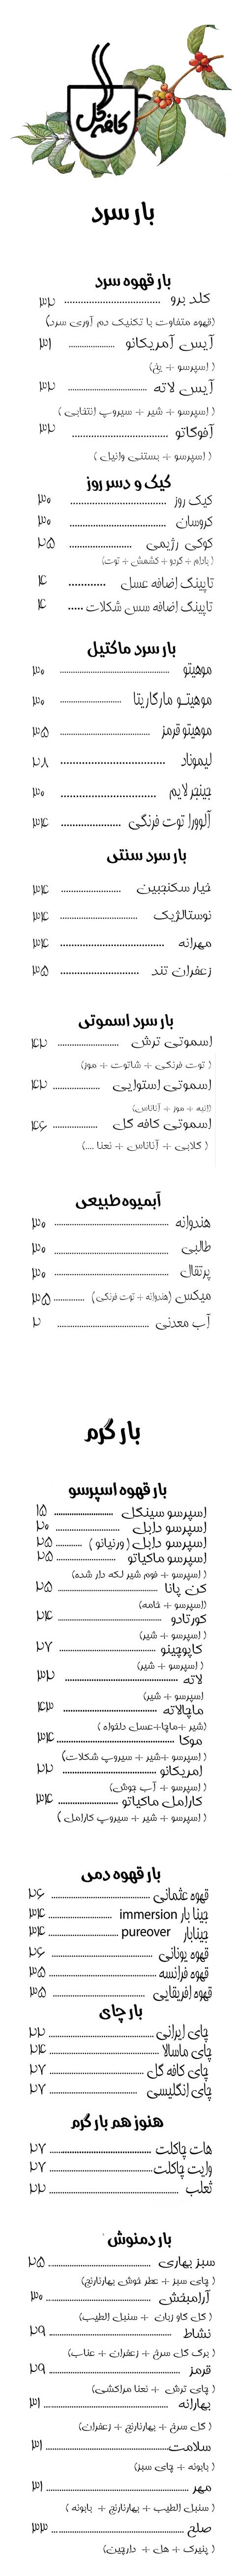 کافه گل
بار سرد
بار قهوه سرد
کلد برو ........ ۳۲
(قهوه متفاوت با تکنیک دم آوری سرد)
آیس آمریکانو ........ ۳۱
( اسپرسو + یخ)
آیس لاته ........ ۳۲
( اسپرسو + شیر + سیروپ انتخابی )
آفوگاتو ........ ۳۲
( اسپرسو + بستنی وانیل )
کیک و دسر روز
کیک روز ........ ۳۰
کروسان ........ ۳۰
کوکی رژیمی ........ ۲۵
( بادام + گردو + کشمش + توت)
تاپینگ اضافه عسل ........ ۴
تاپینگ اضافه سس شکلات ..... ۴
بار سرد ماکتیل
موهیتو ........ ۳۰
موهیتو مارگاریتا ........ ۳۰
موهیتو قرمز ........ ۳۵
لیموناد ........ ۲۸
جینجر لایم ........ ۳۰
آلوورا توت فرنگی ........ ۳۴
بار سرد سنتی
خیار سکنجبین ........ ۳۴
نوستالژیک ........ ۳۴
مهرانه ........ ۳۴
زعفران تند ........ ۳۵
بار سرد اسموتی
اسموتی ترش ........ ۴۲
( توت فرنگی + شاتوت + موز)
اسموتی استوایی ........ ۴۲
(انبه + موز + آناناس)
اسموتی کافه گل ........ ۴۶
( گلابی + آناناس + نعنا ....)
آبمیوه طبیعی
هندوانه ........ ۳۰
طالبی ........ ۳۰
پرتقال ........ ۳۰
میکس (هندوانه + توت فرنگی) ........ ۳۵
آب معدنی ........ ۲
بار گرم
بار قهوه اسپرسو
اسپرسو سینگل ........ ۱۵
اسپرسو دابل ........ ۲۰
اسپرسو دابل ( ورنیانو ) ........ ۲۵
اسپرسو ماکیاتو ........ ۲۵
( اسپرسو + فوم شیر لکه دار شده)
کن پانا ........ ۲۵
(اسپرسو + خامه)
کورتادو ........ ۲۴
( اسپرسو + شیر)
کاپوچینو ........ ۲۷
( اسپرسو + شیر)
لاته ........ ۳۲
اسپرسو + شیر)
ماچالاته ........ ۴۳
(شیر +ماچا+عسل دلخواه )
موکا ........ ۳۴
( اسپرسو +شیر + سیروپ شکلات)
امریکانو ........ ۲۲
( اسپرسو + آب جوش)
کارامل ماکیاتو ........ ۳۴
( اسپرسو + شیر + سیروپ کارامل )
بار قهوه دمی
قهوه عثمانی ........ ۲۶
جینا بار immersion ........ ۳۴
جینابار pureover ........ ۳۴
قهوه یونانی ........ ۲۶
قهوه فرانسه ........ ۳۵
قهوه افریقایی ........ ۳۵
بار چای
چای ایرانی ........ ۲۲
چای ماسالا ........ ۲۴
چای کافه گل ........ ۲۷
چای انگلیسی ........ ۲۷
هنوز هم بار گرم
هات چاکلت ........ ۲۷
وایت چاکلت ........ ۲۷
ثعلب ........ ۲۲
بار دمنوش
سبز بهاری ........ ۲۵
( چای سبز + عطر خوش بهارنارنج)
آرامبخش ........ ۳۰
( گل گاو زبان + سنبل الطیب)
نشاط ........ ۲۹
( برگ گل سرخ + زعفران + عناب)
قرمز ........ ۲۹
( چای ترش + نعنا مراکشی)
بهارانه ........ ۳۱
( گل سرخ + بهارنارنج + زعفران)
سلامت ........ ۳۱
( بابونه + چای سبز)
مهر ........ ۳۱
( سنبل الطیب + بهارنارنج + بابونه )
صلح ........ ۳۳
( پنیرک + هل + دارچین)